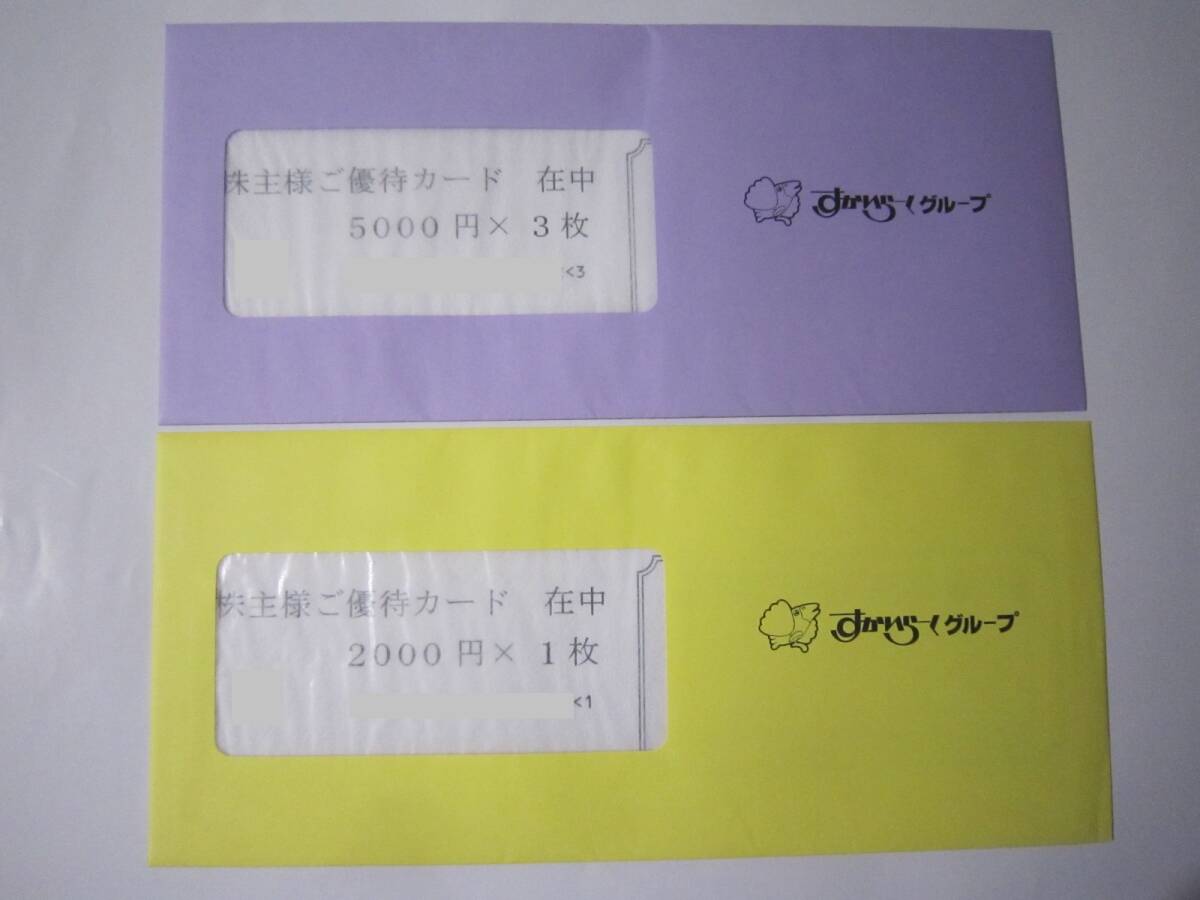 株主様ご優待カード 在中
5000円×3枚
<3
すかいらーくグループ
株主様ご優待カード 在中
2000円×1枚
<1
すかいらーくグループ